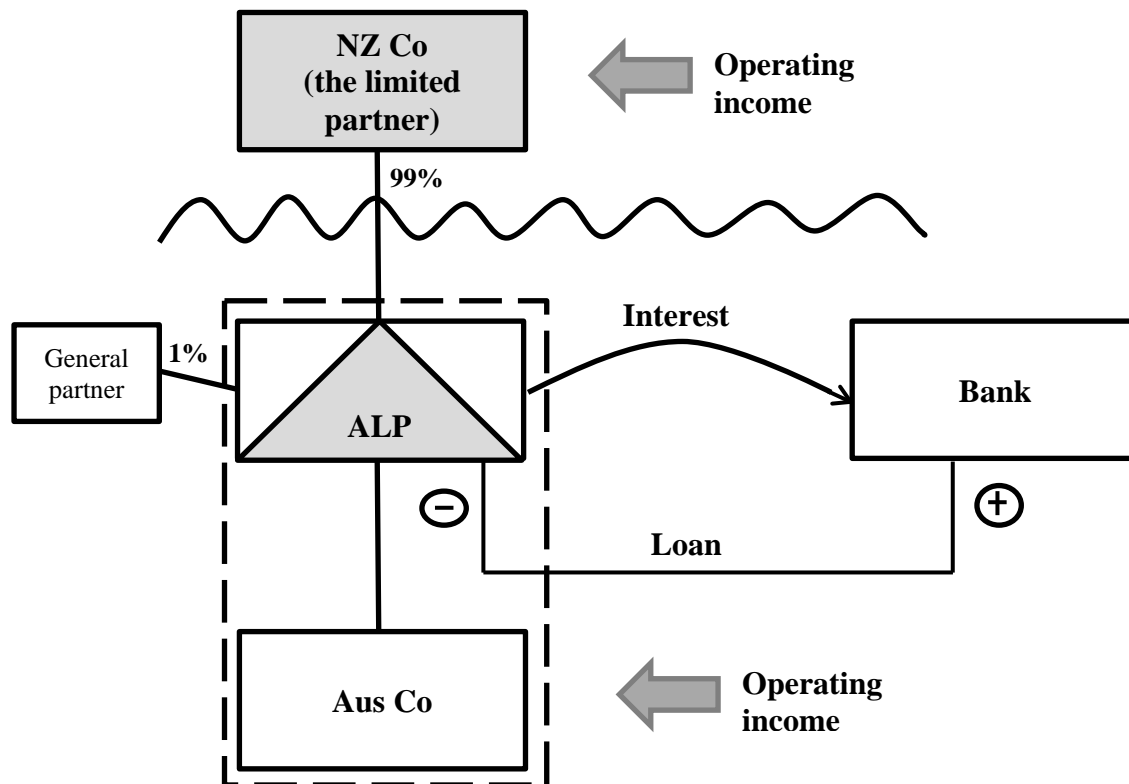 NZ Co
(the limited
partner)
Operating
income
99%
General
partner
1%
ALP
Interest
Bank
−
+
Loan
Aus Co
Operating
income